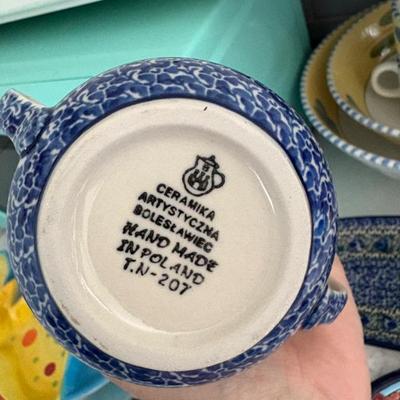 CERAMIKA
ARTYSTYCZNA
BOLESŁAWIEC
HAND MADE
IN POLAND
T.N-207